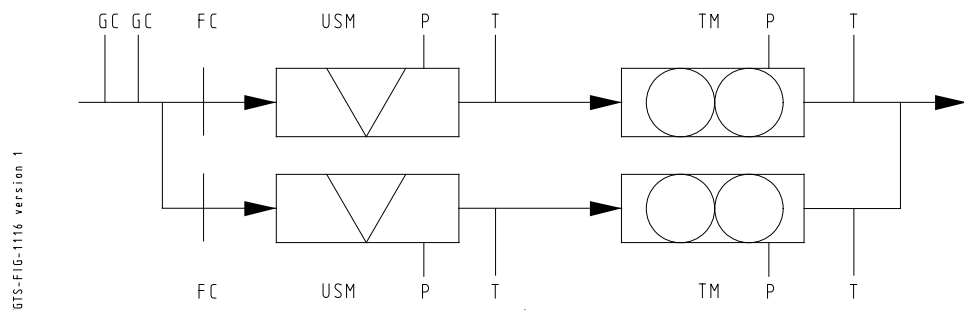 GC GC FC USM P T TM P T
GTS-FIG-1116 version 1
FC USM P T TM P T